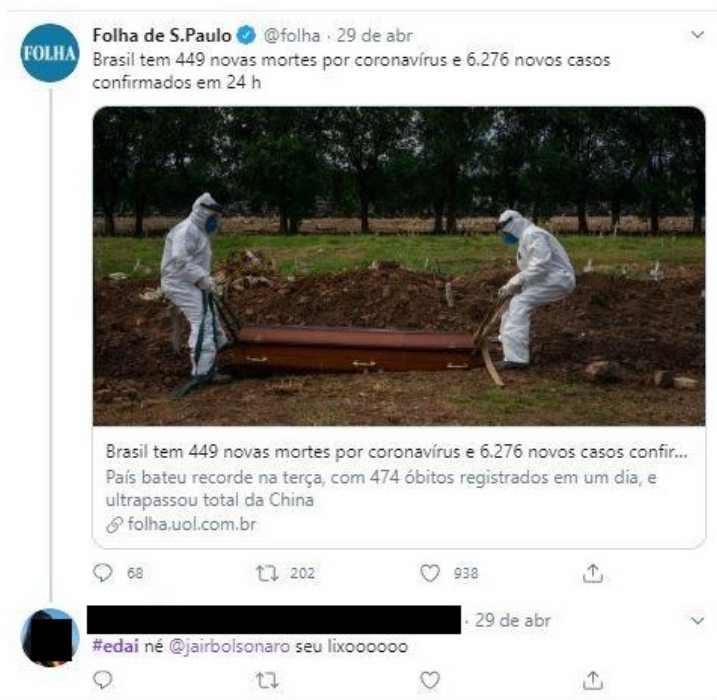 FOLHA
Folha de S.Paulo @folha · 29 de abr
Brasil tem 449 novas mortes por coronavírus e 6.276 novos casos
confirmados em 24 h
Brasil tem 449 novas mortes por coronavírus e 6.276 novos casos confir...
País bateu recorde na terça, com 474 óbitos registrados em um dia, e
ultrapassou total da China
folha.uol.com.br
68 202 938
· 29 de abr
#edai né @jairbolsonaro seu lixoooooo